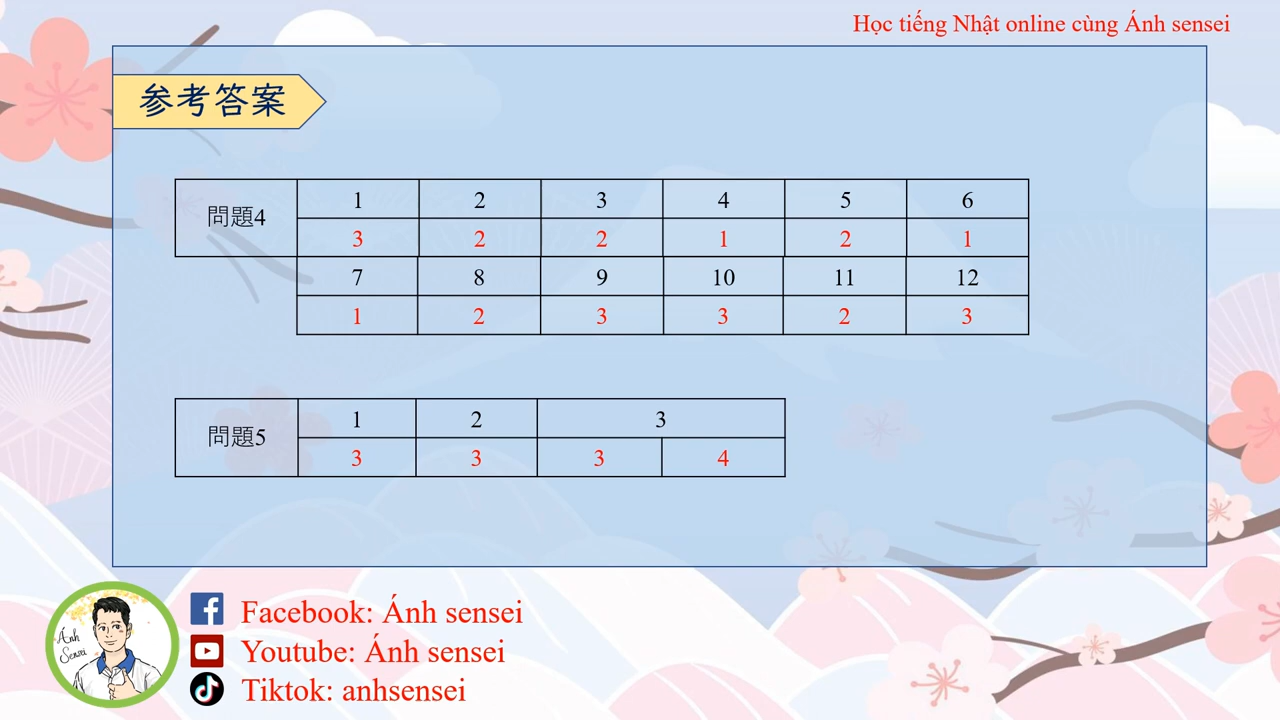 Học tiếng Nhật online cùng Ánh sensei
参考答案
問題4
1 2 3 4 5 6
3 2 2 1 2 1
7 8 9 10 11 12
1 2 3 3 2 3
問題5
1 2 3
3 3 3 4
Ánh
Sensei
Facebook: Ánh sensei
Youtube: Ánh sensei
Tiktok: anhsensei